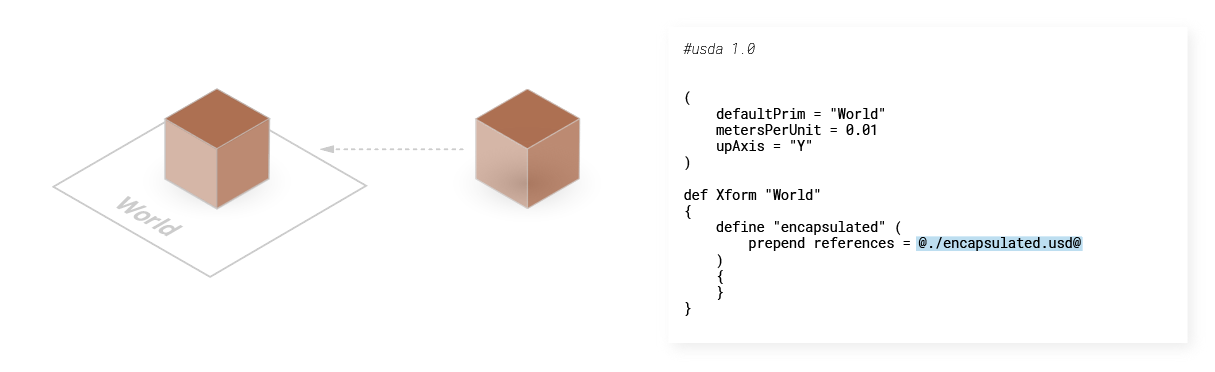 World
#usda 1.0
(
    defaultPrim = "World"
    metersPerUnit = 0.01
    upAxis = "Y"
)
def Xform "World"
{
    define "encapsulated" (
        prepend references = @./encapsulated.usd@
    )
    {
    }
}